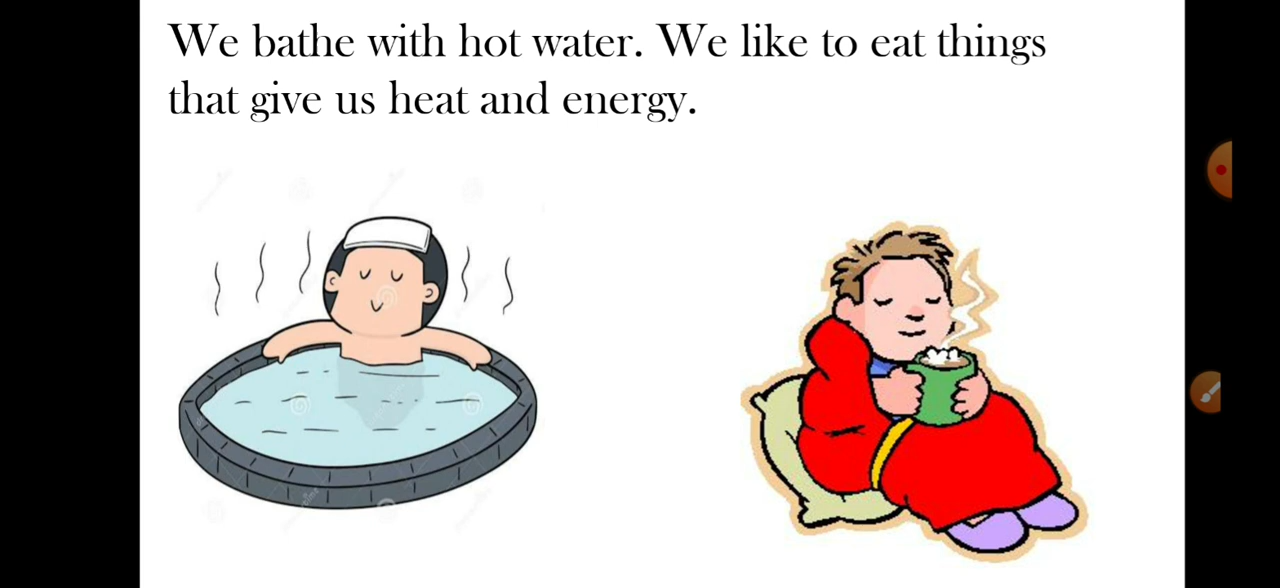 We bathe with hot water. We like to eat things
that give us heat and energy.